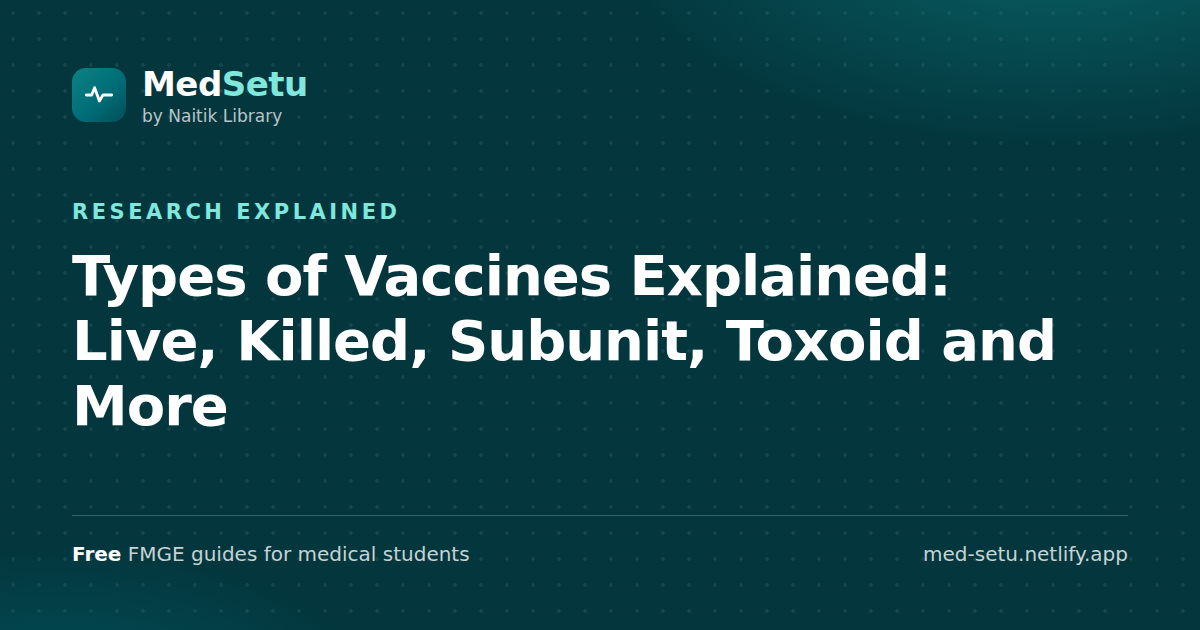 MedSetu
by Naitik Library
RESEARCH EXPLAINED
Types of Vaccines Explained:
Live, Killed, Subunit, Toxoid and
More
Free FMGE guides for medical students
med-setu.netlify.app